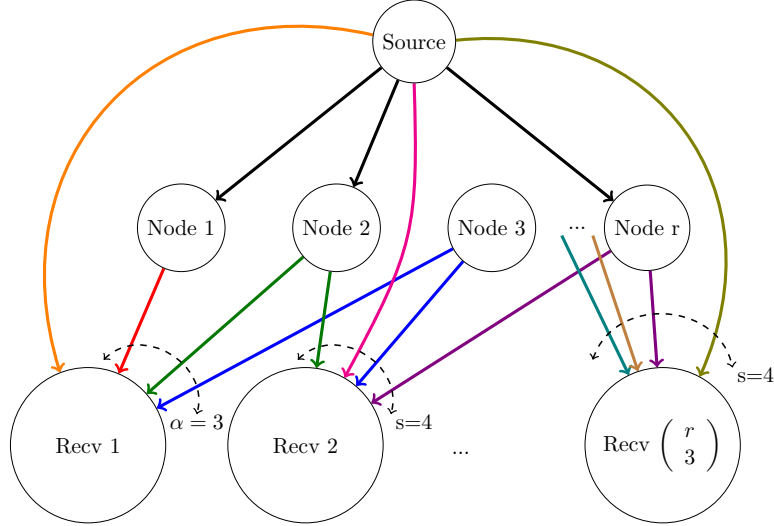 Source
Node 1
Node 2
Node 3
...
Node r
α = 3
s=4
s=4
Recv 1
Recv 2
...
Recv ( r
3 )